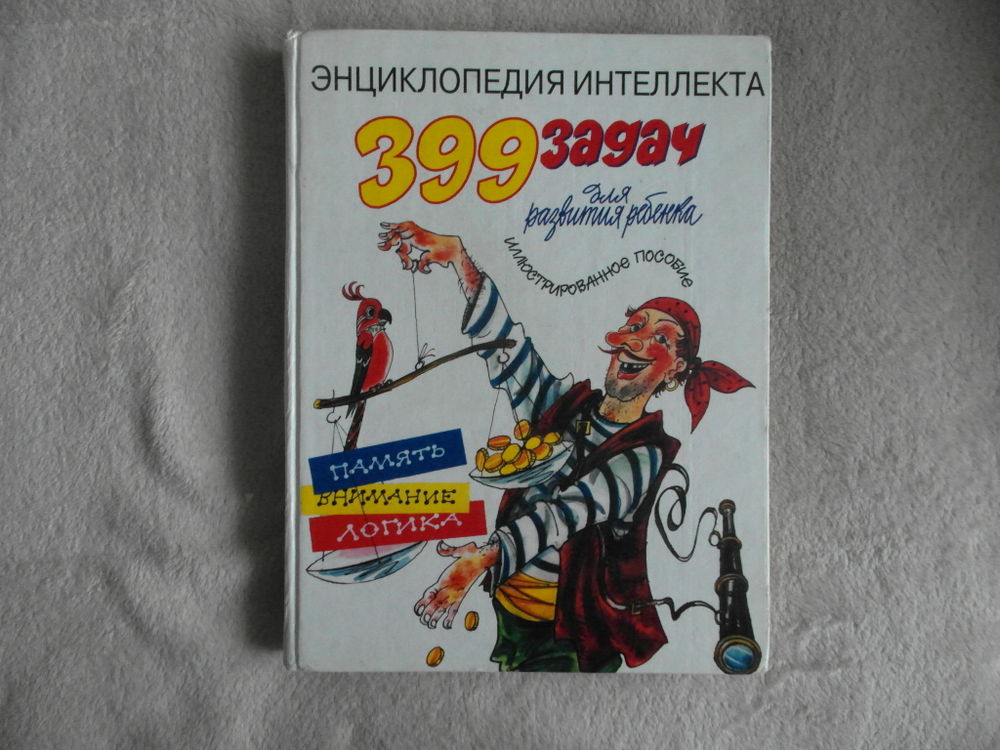 ЭНЦИКЛОПЕДИЯ ИНТЕЛЛЕКТА
399 задач
для
развития ребенка
ИЛЛЮСТРИРОВАННОЕ ПОСОБИЕ
ПАМЯТЬ
ВНИМАНИЕ
ЛОГИКА